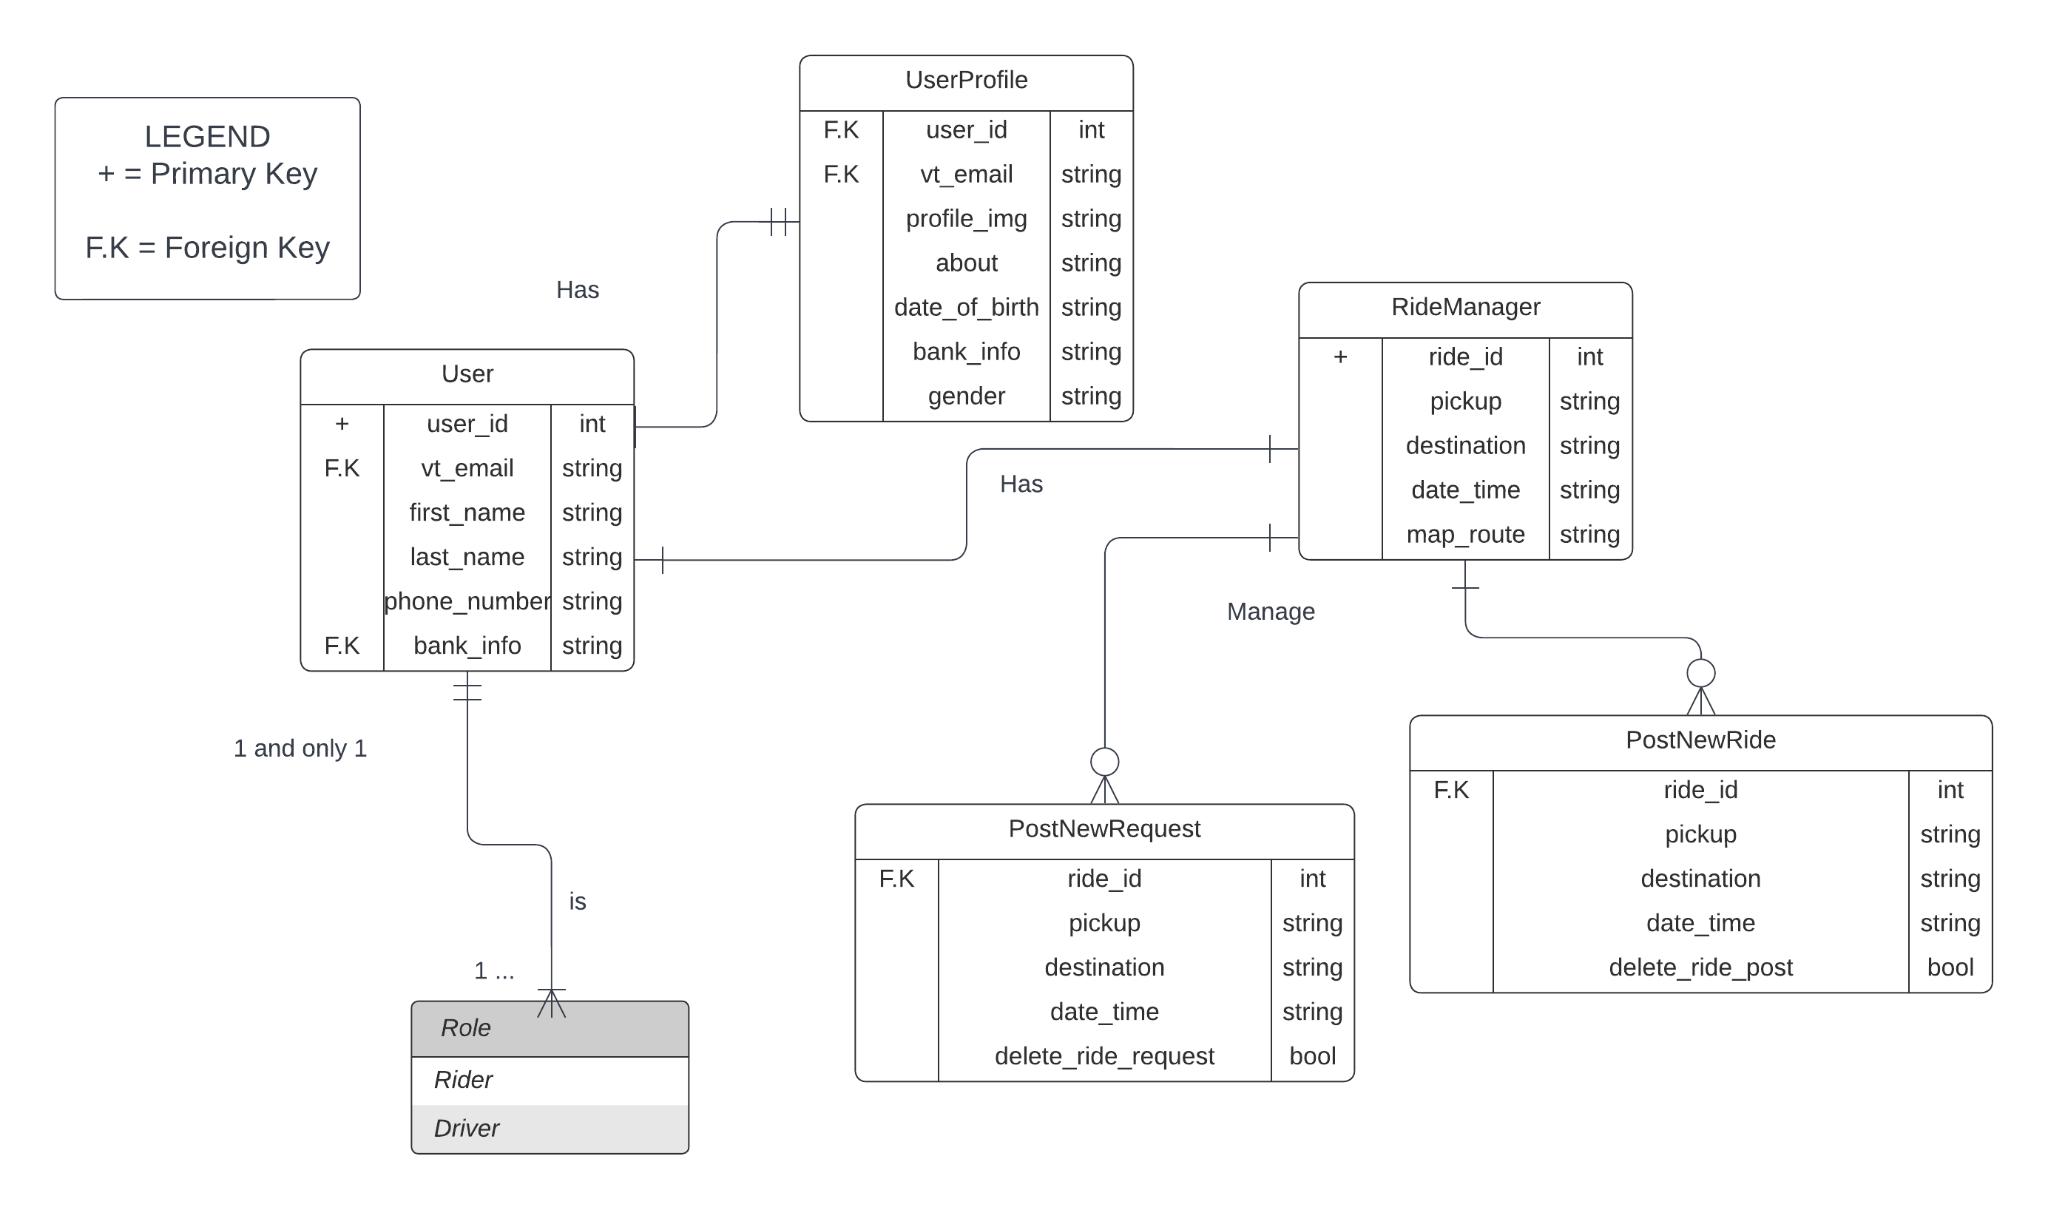 LEGEND
+ = Primary Key
F.K = Foreign Key
UserProfile
F.K user_id int
F.K vt_email string
profile_img string
about string
date_of_birth string
bank_info string
gender string
Has
User
+ user_id int
F.K vt_email string
first_name string
last_name string
phone_number string
F.K bank_info string
Has
RideManager
+ ride_id int
pickup string
destination string
date_time string
map_route string
Manage
1 and only 1
is
1 ...
Role
Rider
Driver
PostNewRequest
F.K ride_id int
pickup string
destination string
date_time string
delete_ride_request bool
PostNewRide
F.K ride_id int
pickup string
destination string
date_time string
delete_ride_post bool